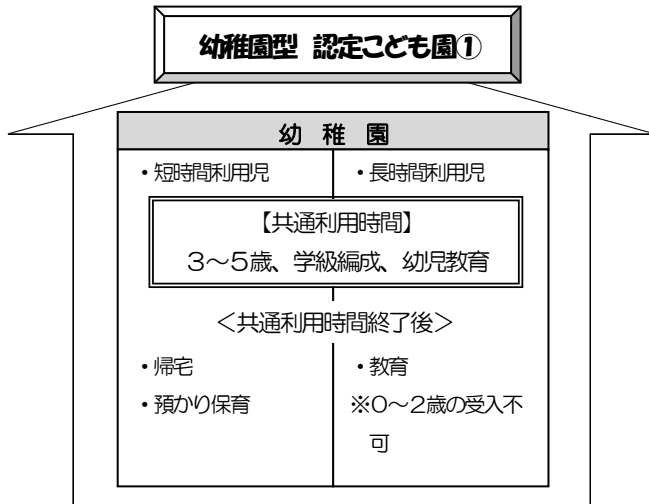 幼稚園型 認定こども園①
幼 稚 園
・短時間利用児
・長時間利用児
【共通利用時間】
3～5歳、学級編成、幼児教育
＜共通利用時間終了後＞
・帰宅
・預かり保育
・教育
※0～2歳の受入不
可